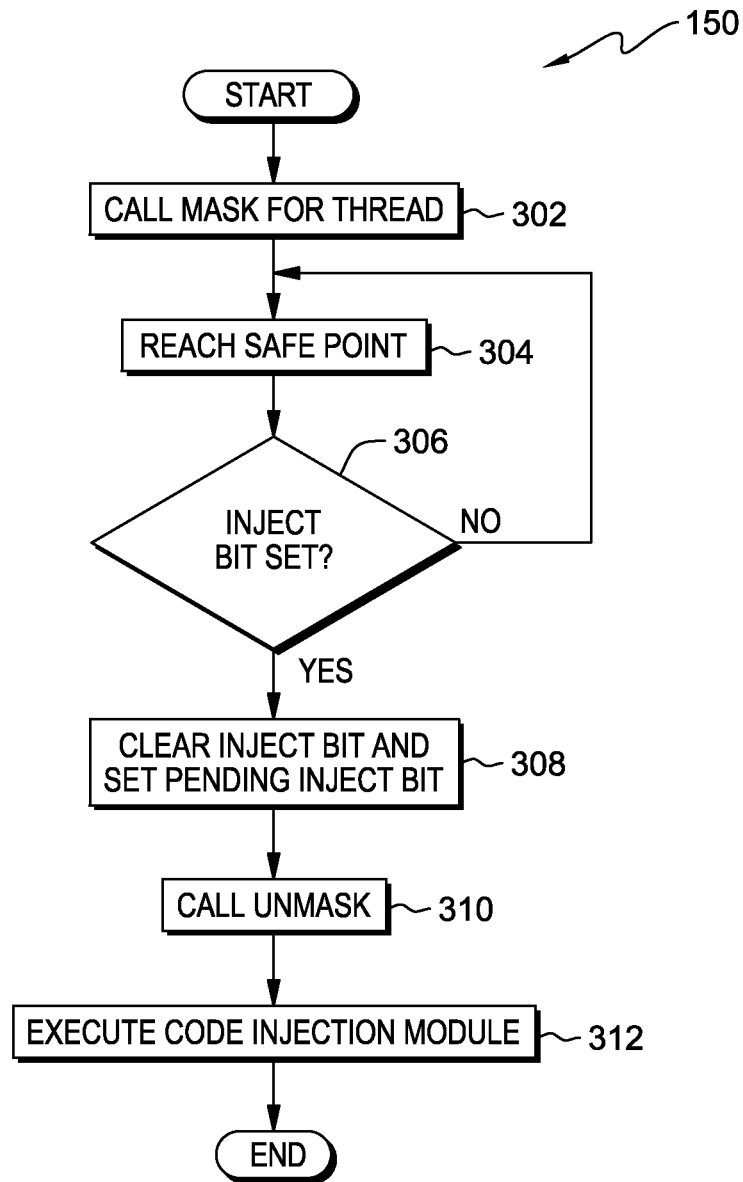 150
START
CALL MASK FOR THREAD
302
REACH SAFE POINT
304
306
INJECT
BIT SET?
NO
YES
CLEAR INJECT BIT AND
SET PENDING INJECT BIT
308
CALL UNMASK
310
EXECUTE CODE INJECTION MODULE
312
END